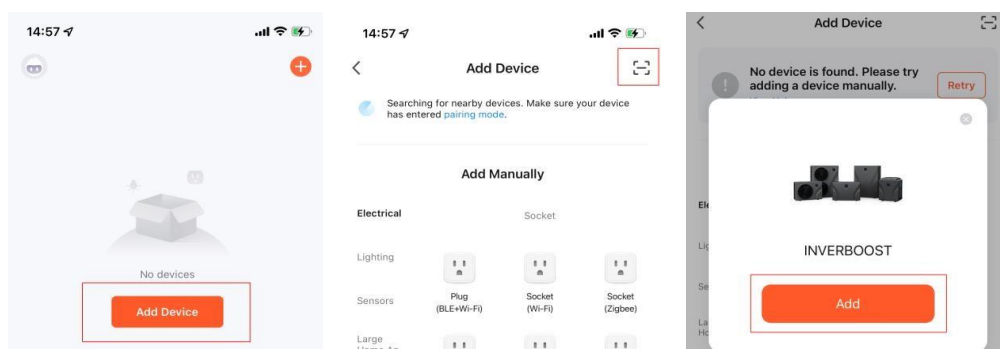 14:57
No devices
Add Device
14:57
Add Device
Searching for nearby devices. Make sure your device
has entered pairing mode.
Add Manually
Electrical
Socket
Lighting
Sensors
Plug
(BLE+Wi-Fi)
Socket
(Wi-Fi)
Socket
(Zigbee)
Large
Add Device
No device is found. Please try
adding a device manually.
Retry
INVERBOOST
Add